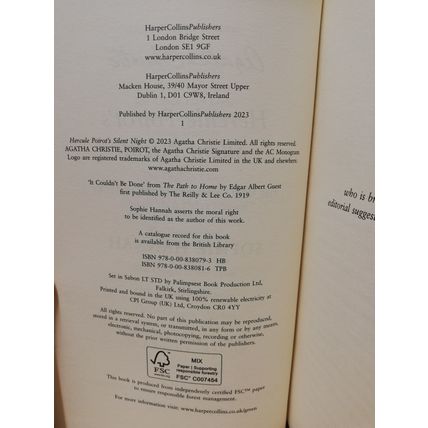 HarperCollinsPublishers
1 London Bridge Street
London SE1 9GF
www.harpercollins.co.uk
HarperCollinsPublishers
Macken House, 39/40 Mayor Street Upper
Dublin 1, D01 C9W8, Ireland
Published by HarperCollinsPublishers 2023
1
Hercule Poirot's Silent Night © 2023 Agatha Christie Limited. All rights reserved.
AGATHA CHRISTIE, POIROT, the Agatha Christie Signature and the AC Monogram
Logo are registered trademarks of Agatha Christie Limited in the UK and elsewhere.
www.agathachristie.com
'It Couldn't Be Done' from The Path to Home by Edgar Albert Guest
first published by The Reilly & Lee Co. 1919
Sophie Hannah asserts the moral right
to be identified as the author of this work.
A catalogue record for this book
is available from the British Library
ISBN 978-0-00-838079-3 HB
ISBN 978-0-00-838081-6 TPB
Set in Sabon LT STD by Palimpsest Book Production Ltd,
Falkirk, Stirlingshire.
Printed and bound in the UK using 100% renewable electricity at
CPI Group (UK) Ltd, Croydon CR0 4YY
All rights reserved. No part of this publication may be reproduced,
stored in a retrieval system, or transmitted, in any form or by any means,
electronic, mechanical, photocopying, recording or otherwise,
without the prior written permission of the publishers.
FSC
www.fsc.org
MIX
Paper | Supporting
responsible forestry
FSC™ C007454
This book is produced from independently certified FSC™ paper
to ensure responsible forest management.
For more information visit: www.harpercollins.co.uk/green
who is br
editorial sugges